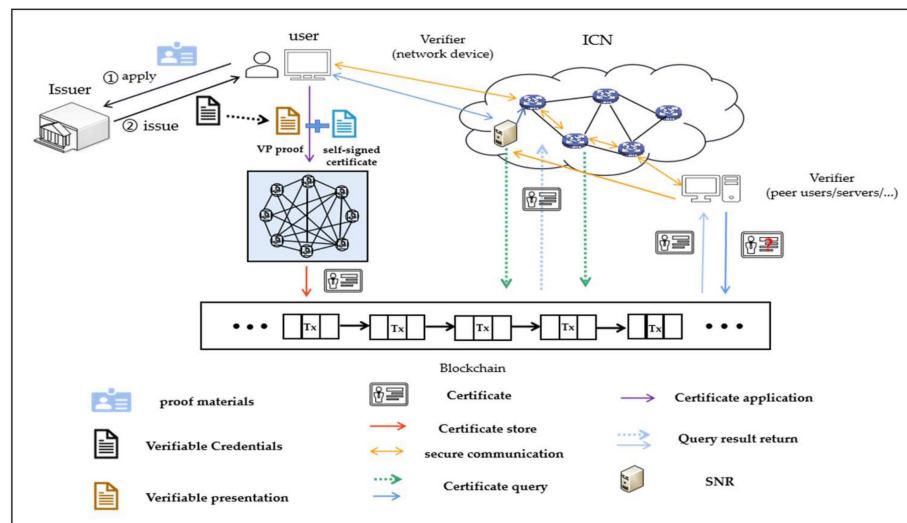 user
Verifier
(network device)
ICN
① apply
Issuer
② issue
VP proof
self-signed
certificate
Verifier
(peer users/servers/...)
?
• • • Tx Tx Tx Tx Tx • • •
Blockchain
proof materials
Certificate
Certificate application
Verifiable Credentials
Certificate store
secure communication
Query result return
Verifiable presentation
Certificate query
SNR